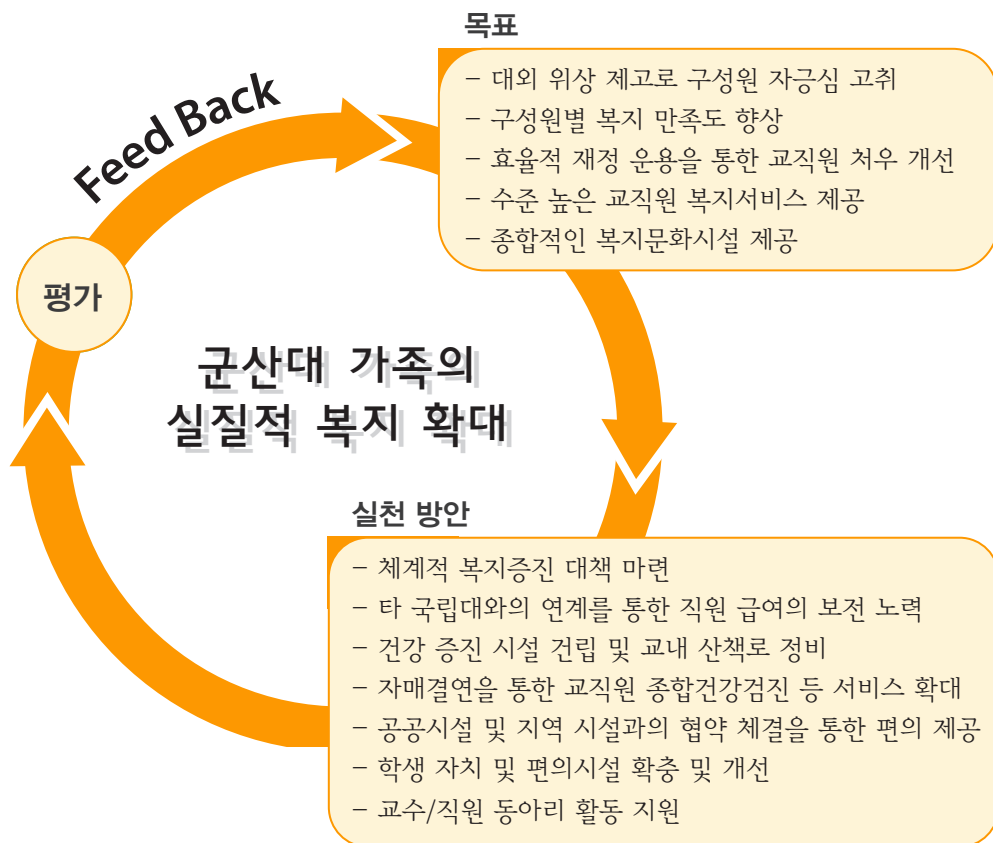 목표
– 대외 위상 제고로 구성원 자긍심 고취
– 구성원별 복지 만족도 향상
– 효율적 재정 운용을 통한 교직원 처우 개선
– 수준 높은 교직원 복지서비스 제공
– 종합적인 복지문화시설 제공
Feed Back
평가
군산대 가족의
실질적 복지 확대
실천 방안
– 체계적 복지증진 대책 마련
– 타 국립대와의 연계를 통한 직원 급여의 보전 노력
– 건강 증진 시설 건립 및 교내 산책로 정비
– 자매결연을 통한 교직원 종합건강검진 등 서비스 확대
– 공공시설 및 지역 시설과의 협약 체결을 통한 편의 제공
– 학생 자치 및 편의시설 확충 및 개선
– 교수/직원 동아리 활동 지원